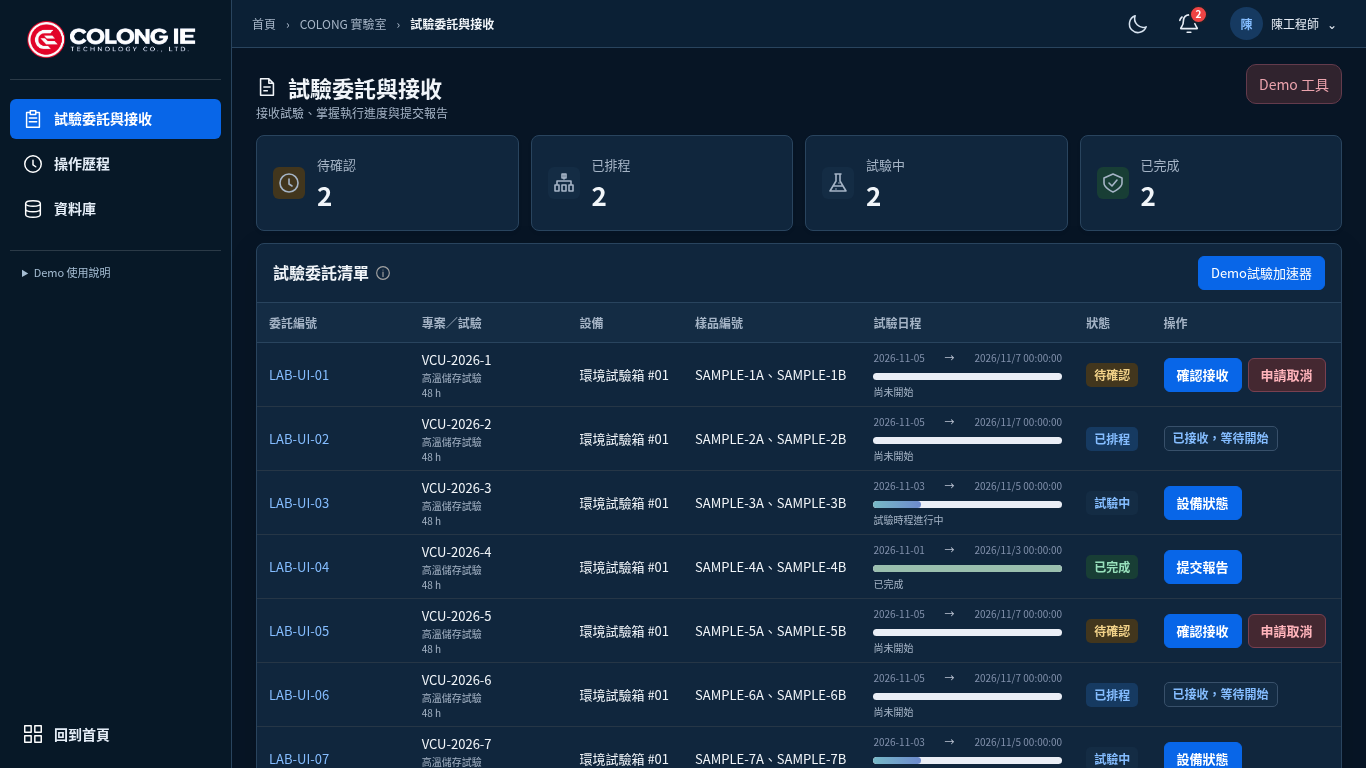 COLONG IE
TECHNOLOGY CO., LTD.
試驗委託與接收
操作歷程
資料庫
Demo 使用說明
回到首頁
首頁 › COLONG 實驗室 › 試驗委託與接收
2
陳 陳工程師
試驗委託與接收
接收試驗、掌握執行進度與提交報告
Demo 工具
待確認
2
已排程
2
試驗中
2
已完成
2
試驗委託清單
Demo試驗加速器
委託編號 專案／試驗 設備 樣品編號 試驗日程 狀態 操作
LAB-UI-01
VCU-2026-1
高溫儲存試驗
48 h
環境試驗箱 #01
SAMPLE-1A、SAMPLE-1B
2026-11-05 → 2026/11/7 00:00:00
尚未開始
待確認
確認接收 申請取消
LAB-UI-02
VCU-2026-2
高溫儲存試驗
48 h
環境試驗箱 #01
SAMPLE-2A、SAMPLE-2B
2026-11-05 → 2026/11/7 00:00:00
尚未開始
已排程
已接收，等待開始
LAB-UI-03
VCU-2026-3
高溫儲存試驗
48 h
環境試驗箱 #01
SAMPLE-3A、SAMPLE-3B
2026-11-03 → 2026/11/5 00:00:00
試驗時程進行中
試驗中
設備狀態
LAB-UI-04
VCU-2026-4
高溫儲存試驗
48 h
環境試驗箱 #01
SAMPLE-4A、SAMPLE-4B
2026-11-01 → 2026/11/3 00:00:00
已完成
已完成
提交報告
LAB-UI-05
VCU-2026-5
高溫儲存試驗
48 h
環境試驗箱 #01
SAMPLE-5A、SAMPLE-5B
2026-11-05 → 2026/11/7 00:00:00
尚未開始
待確認
確認接收 申請取消
LAB-UI-06
VCU-2026-6
高溫儲存試驗
48 h
環境試驗箱 #01
SAMPLE-6A、SAMPLE-6B
2026-11-05 → 2026/11/7 00:00:00
尚未開始
已排程
已接收，等待開始
LAB-UI-07
VCU-2026-7
高溫儲存試驗
環境試驗箱 #01
SAMPLE-7A、SAMPLE-7B
2026-11-03 → 2026/11/5 00:00:00
試驗中
設備狀態